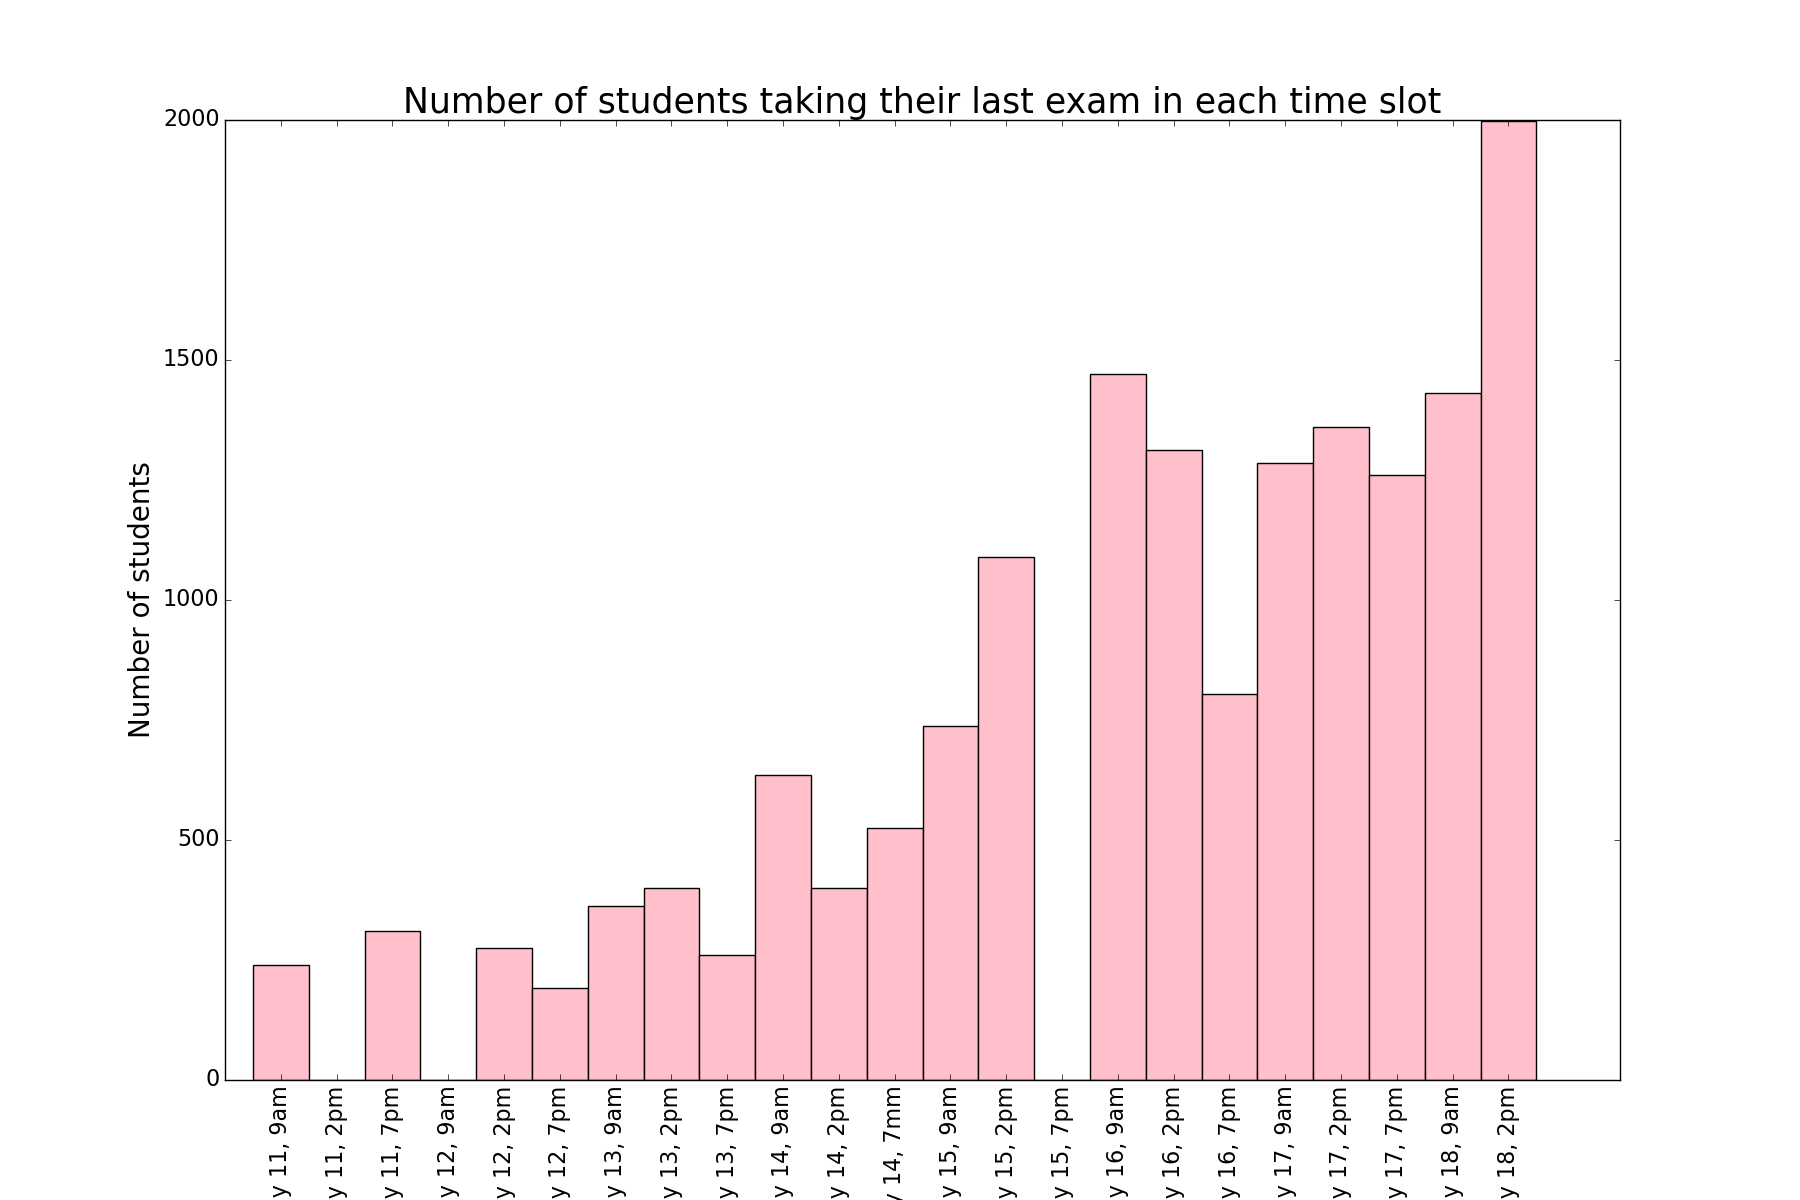 Number of students taking their last exam in each time slot
Number of students
2000
1500
1000
500
0
y 11, 9am
y 11, 2pm
y 11, 7pm
y 12, 9am
y 12, 2pm
y 12, 7pm
y 13, 9am
y 13, 2pm
y 13, 7pm
y 14, 9am
y 14, 2pm
y 14, 7mm
y 15, 9am
y 15, 2pm
y 15, 7pm
y 16, 9am
y 16, 2pm
y 16, 7pm
y 17, 9am
y 17, 2pm
y 17, 7pm
y 18, 9am
y 18, 2pm